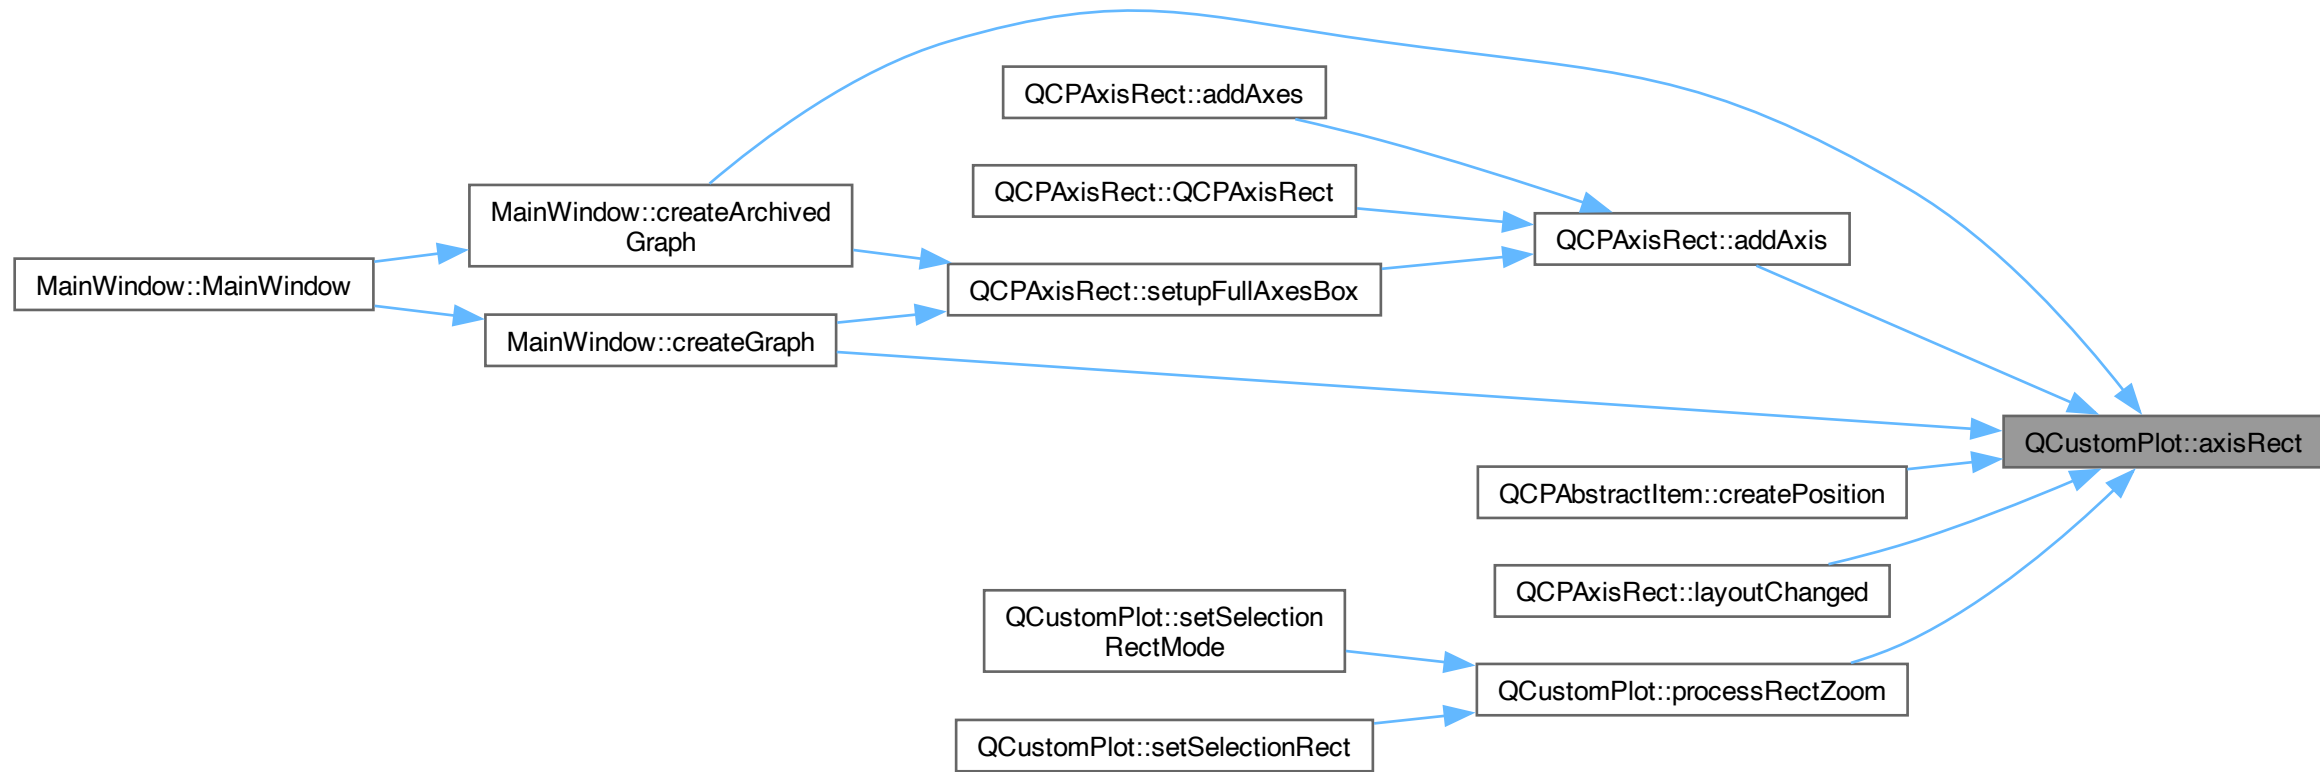 QCPAxisRect::addAxes
QCPAxisRect::QCPAxisRect
MainWindow::createArchived
Graph
QCPAxisRect::addAxis
MainWindow::MainWindow
QCPAxisRect::setupFullAxesBox
MainWindow::createGraph
QCustomPlot::axisRect
QCPAbstractItem::createPosition
QCPAxisRect::layoutChanged
QCustomPlot::setSelection
RectMode
QCustomPlot::processRectZoom
QCustomPlot::setSelectionRect